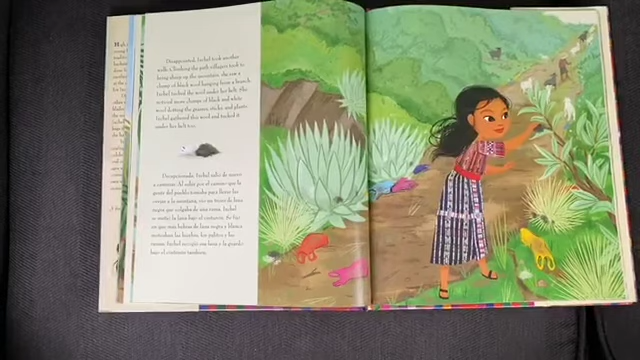 Disappointed, Ixchel took another
walk. Climbing the path villagers took to
bring sheep up the mountain, she saw a
clump of black wool hanging from a branch.
Ixchel tucked the wool under her belt. She
noticed more clumps of black and white
wool dotting the grasses, sticks and plants.
Ixchel gathered this wool and tucked it
under her belt too.
Decepcionada, Ixchel salió de nuevo
a caminar. Al subir por el camino que la
gente del pueblo tomaba para llevar las
ovejas a la montaña, vio un trozo de lana
negra que colgaba de una rama. Ixchel
se metió la lana bajo el cinturón. Se fijó
en que más trozos de lana negra y blanca
las hierbas, los palitos y las
Ixchel recogió esa lana y la guardó
bajo el cinturón también.